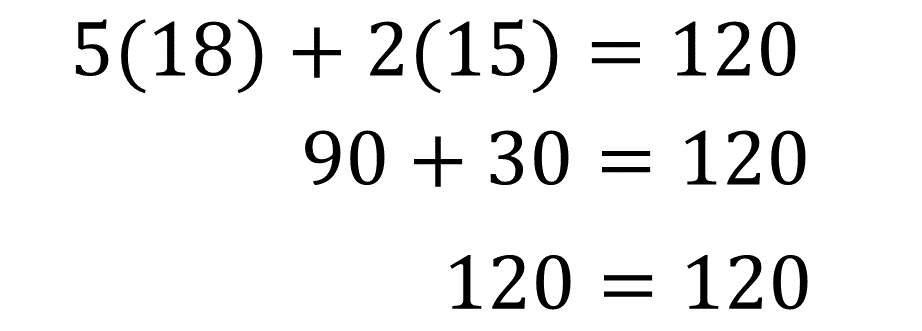 5(18) + 2(15) = 120
90 + 30 = 120
120 = 120